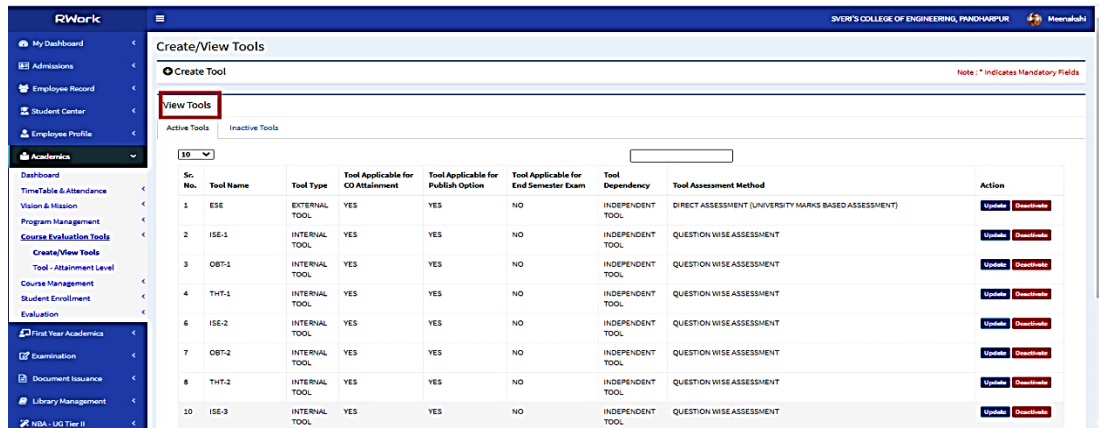 RWork
SVERI'S COLLEGE OF ENGINEERING, PANDHARPUR Meenakshi
My Dashboard
Admissions
Employee Record
Student Center
Employee Profile
Academics
Dashboard
TimeTable & Attendance
Vision & Mission
Program Management
Course Evaluation Tools
Create/View Tools
Tool - Attainment Level
Course Management
Student Enrollment
Evaluation
First Year Academics
Examination
Document Issuance
Library Management
NBA - UG Tier II
Create/View Tools
Create Tool
Note : * Indicates Mandatory Fields
View Tools
Active Tools Inactive Tools
10
Sr. No. Tool Name Tool Type Tool Applicable for CO Attainment Tool Applicable for Publish Option Tool Applicable for End Semester Exam Tool Dependency Tool Assessment Method Action
1 ESE EXTERNAL TOOL YES YES NO INDEPENDENT TOOL DIRECT ASSESSMENT (UNIVERSITY MARKS BASED ASSESSMENT) Update Deactivate
2 ISE-1 INTERNAL TOOL YES YES NO INDEPENDENT TOOL QUESTION WISE ASSESSMENT Update Deactivate
3 OBT-1 INTERNAL TOOL YES YES NO INDEPENDENT TOOL QUESTION WISE ASSESSMENT Update Deactivate
4 THT-1 INTERNAL TOOL YES YES NO INDEPENDENT TOOL QUESTION WISE ASSESSMENT Update Deactivate
6 ISE-2 INTERNAL TOOL YES YES NO INDEPENDENT TOOL QUESTION WISE ASSESSMENT Update Deactivate
7 OBT-2 INTERNAL TOOL YES YES NO INDEPENDENT TOOL QUESTION WISE ASSESSMENT Update Deactivate
8 THT-2 INTERNAL TOOL YES YES NO INDEPENDENT TOOL QUESTION WISE ASSESSMENT Update Deactivate
10 ISE-3 INTERNAL TOOL YES YES NO INDEPENDENT TOOL QUESTION WISE ASSESSMENT Update Deactivate